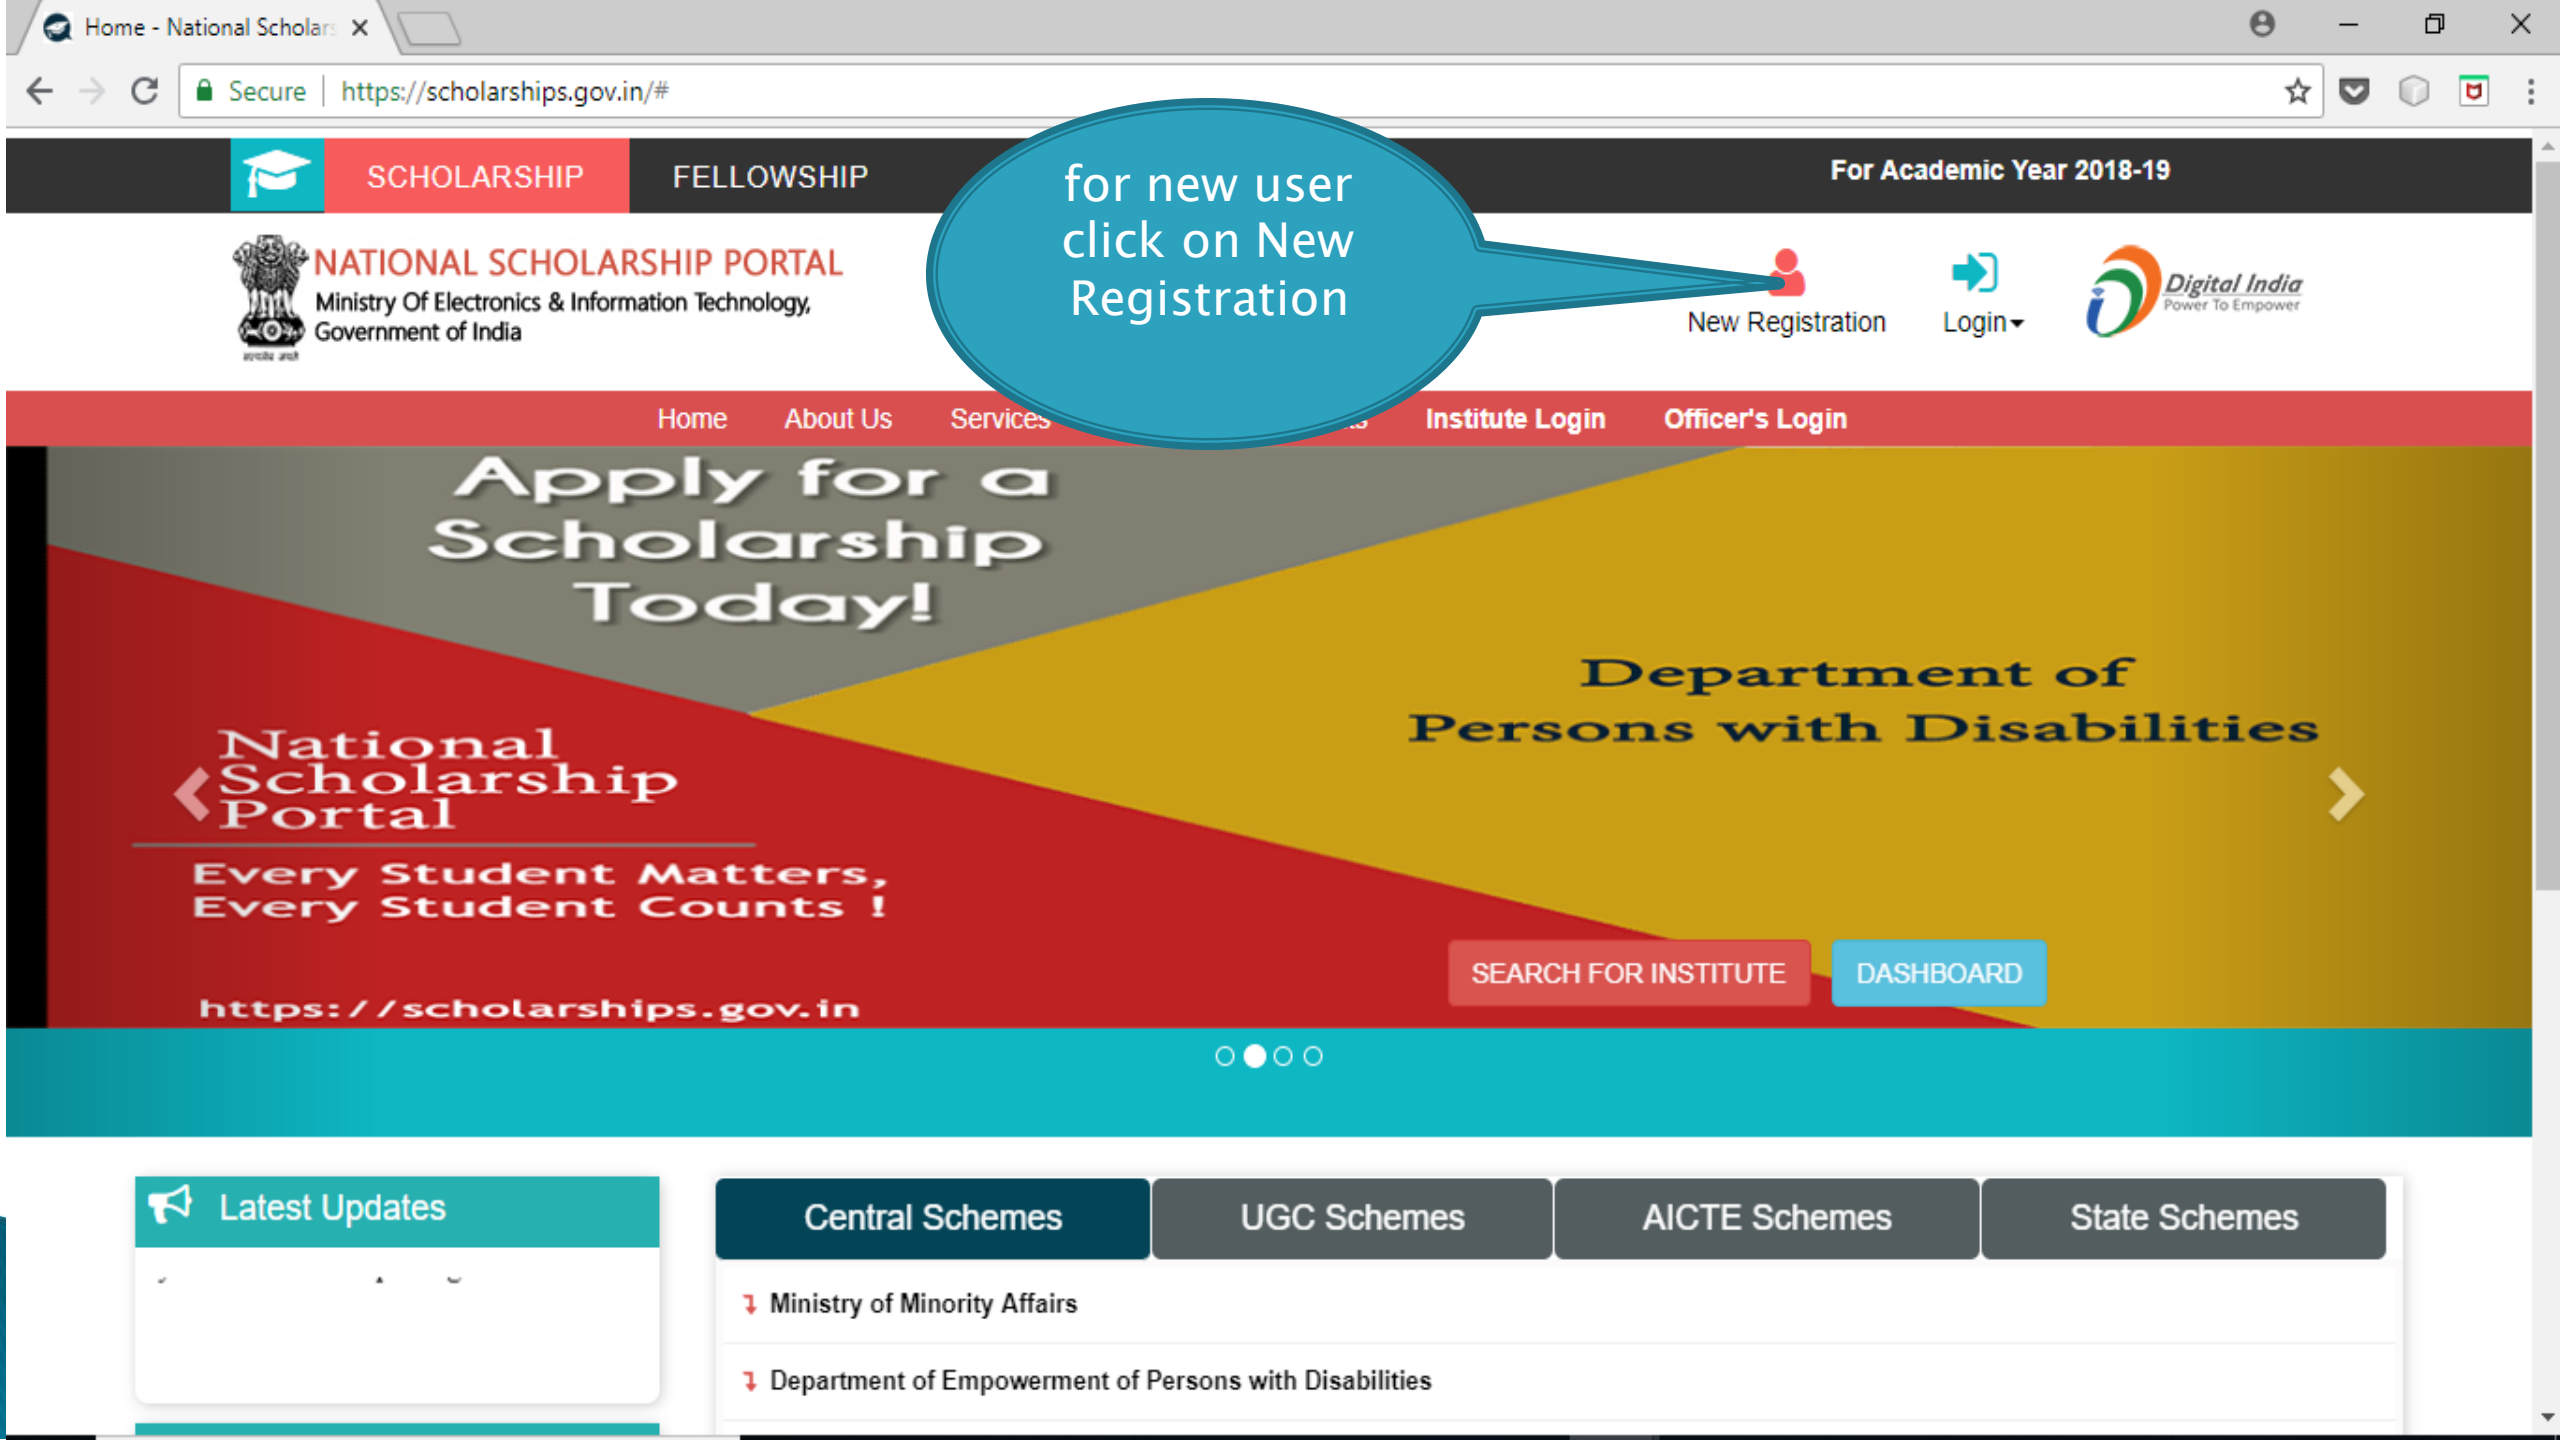 Home - National Scholars
Secure | https://scholarships.gov.in/#
SCHOLARSHIP
FELLOWSHIP
For Academic Year 2018-19
for new user
click on New
Registration
NATIONAL SCHOLARSHIP PORTAL
Ministry Of Electronics & Information Technology,
Government of India
New Registration
Login
Digital India
Power To Empower
Home
About Us
Services
Institute Login
Officer's Login
Apply for a
Scholarship
Today!
Department of
Persons with Disabilities
National
Scholarship
Portal
Every Student Matters,
Every Student Counts !
https://scholarships.gov.in
SEARCH FOR INSTITUTE
DASHBOARD
Latest Updates
Central Schemes
UGC Schemes
AICTE Schemes
State Schemes
Ministry of Minority Affairs
Department of Empowerment of Persons with Disabilities